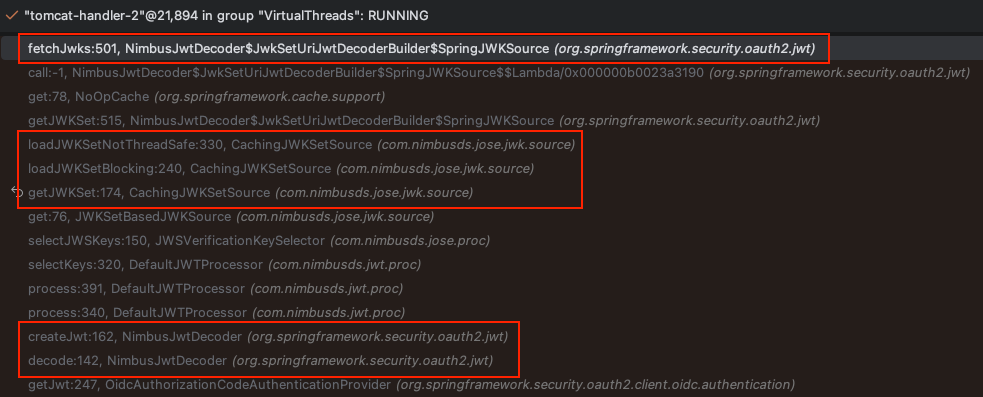 "tomcat-handler-2"@21,894 in group "VirtualThreads": RUNNING
fetchJwks:501, NimbusJwtDecoder$JwkSetUriJwtDecoderBuilder$SpringJWKSource (org.springframework.security.oauth2.jwt)
call:-1, NimbusJwtDecoder$JwkSetUriJwtDecoderBuilder$SpringJWKSource$$Lambda/0x000000b0023a3190 (org.springframework.security.oauth2.jwt)
get:78, NoOpCache (org.springframework.cache.support)
getJWKSet:515, NimbusJwtDecoder$JwkSetUriJwtDecoderBuilder$SpringJWKSource (org.springframework.security.oauth2.jwt)
loadJWKSetNotThreadSafe:330, CachingJWKSetSource (com.nimbusds.jose.jwk.source)
loadJWKSetBlocking:240, CachingJWKSetSource (com.nimbusds.jose.jwk.source)
getJWKSet:174, CachingJWKSetSource (com.nimbusds.jose.jwk.source)
get:76, JWKSetBasedJWKSource (com.nimbusds.jose.jwk.source)
selectJWSKeys:150, JWSVerificationKeySelector (com.nimbusds.jose.proc)
selectKeys:320, DefaultJWTProcessor (com.nimbusds.jwt.proc)
process:391, DefaultJWTProcessor (com.nimbusds.jwt.proc)
process:340, DefaultJWTProcessor (com.nimbusds.jwt.proc)
createJwt:162, NimbusJwtDecoder (org.springframework.security.oauth2.jwt)
decode:142, NimbusJwtDecoder (org.springframework.security.oauth2.jwt)
getJwt:247, OidcAuthorizationCodeAuthenticationProvider (org.springframework.security.oauth2.client.oidc.authentication)